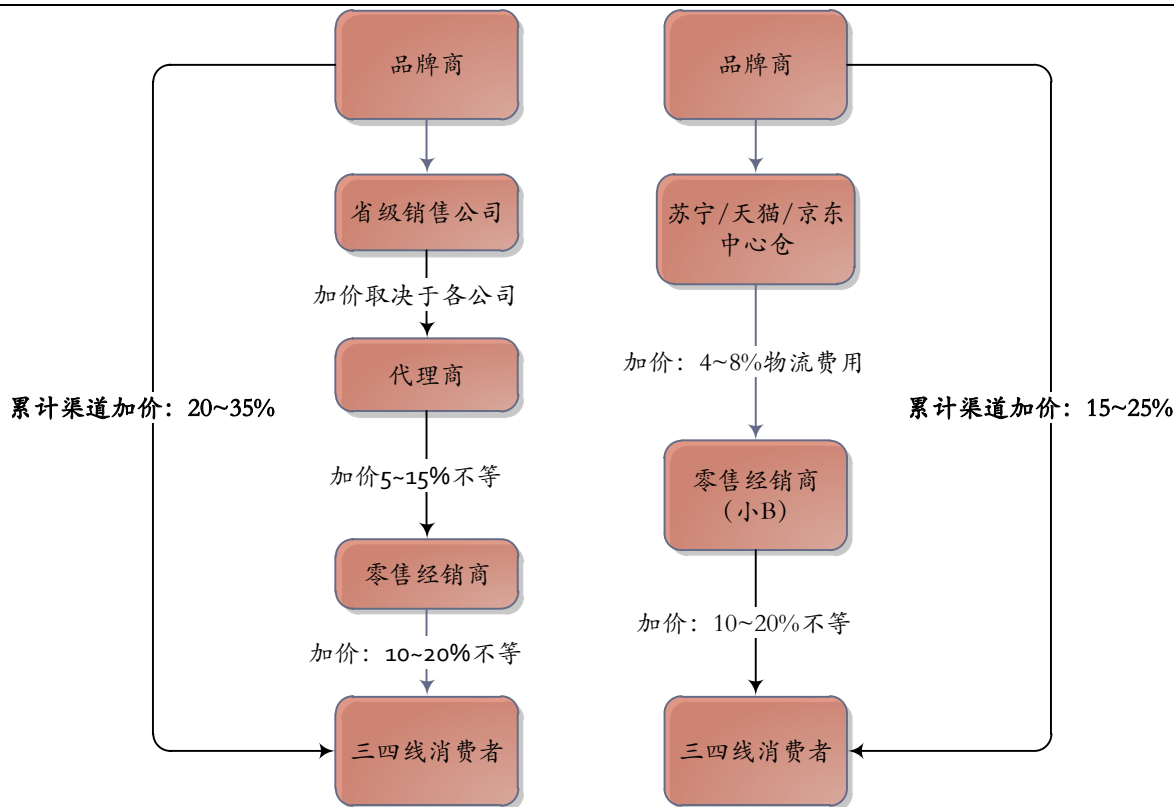 品牌商
省级销售公司
加价取决于各公司
代理商
累计渠道加价：20~35%
加价5~15%不等
零售经销商
加价：10~20%不等
三四线消费者
品牌商
苏宁/天猫/京东
中心仓
加价：4~8%物流费用
累计渠道加价：15~25%
零售经销商
（小B）
加价：10~20%不等
三四线消费者